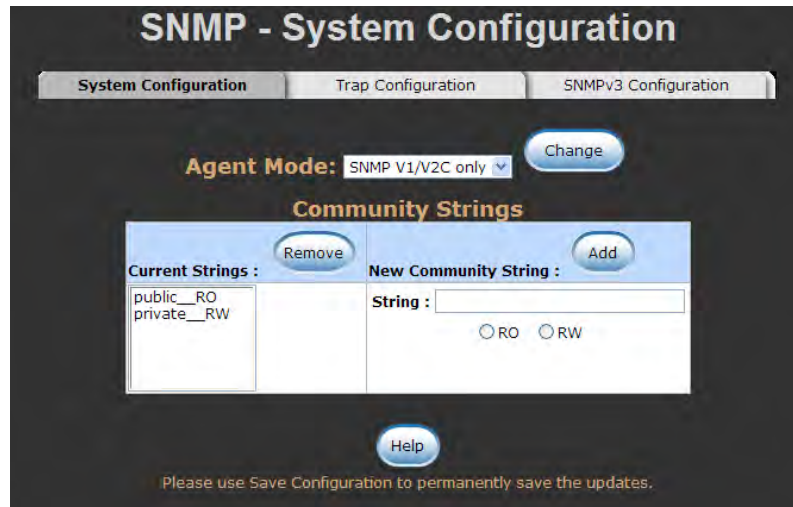 SNMP - System Configuration
System Configuration
Trap Configuration
SNMPv3 Configuration
Agent Mode: SNMP V1/V2C only Change
Community Strings
Current Strings : Remove
New Community String : Add
public__RO
private__RW
String :
RO RW
Help
Please use Save Configuration to permanently save the updates.